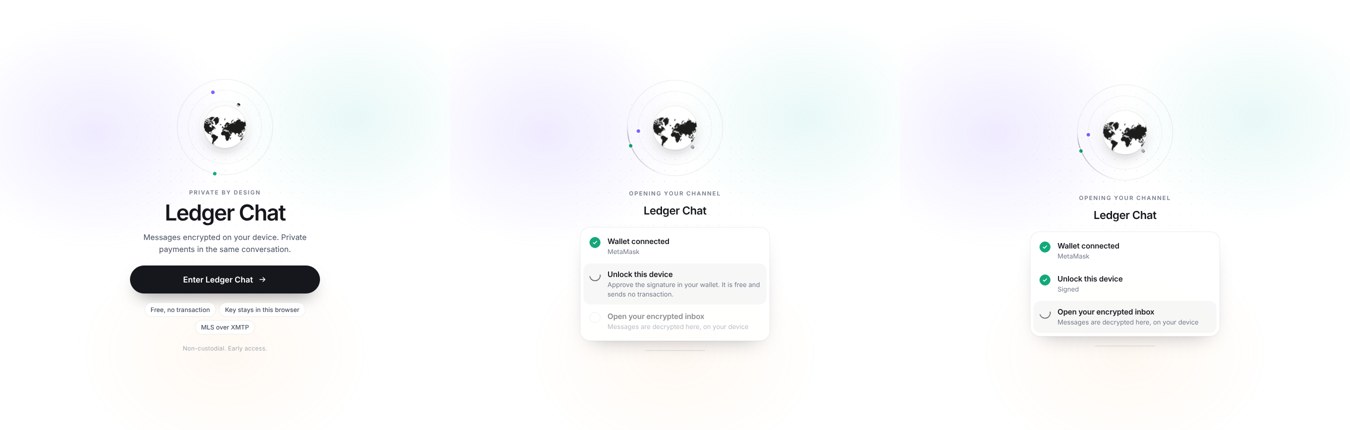 PRIVATE BY DESIGN
Ledger Chat
Messages encrypted on your device. Private
payments in the same conversation.
Enter Ledger Chat →
Free, no transaction
Key stays in this browser
MLS over XMTP
Non-custodial. Early access.
OPENING YOUR CHANNEL
Ledger Chat
Wallet connected
MetaMask
Unlock this device
Approve the signature in your wallet. It is free and
sends no transaction.
Open your encrypted inbox
Messages are decrypted here, on your device
OPENING YOUR CHANNEL
Ledger Chat
Wallet connected
MetaMask
Unlock this device
Signed
Open your encrypted inbox
Messages are decrypted here, on your device